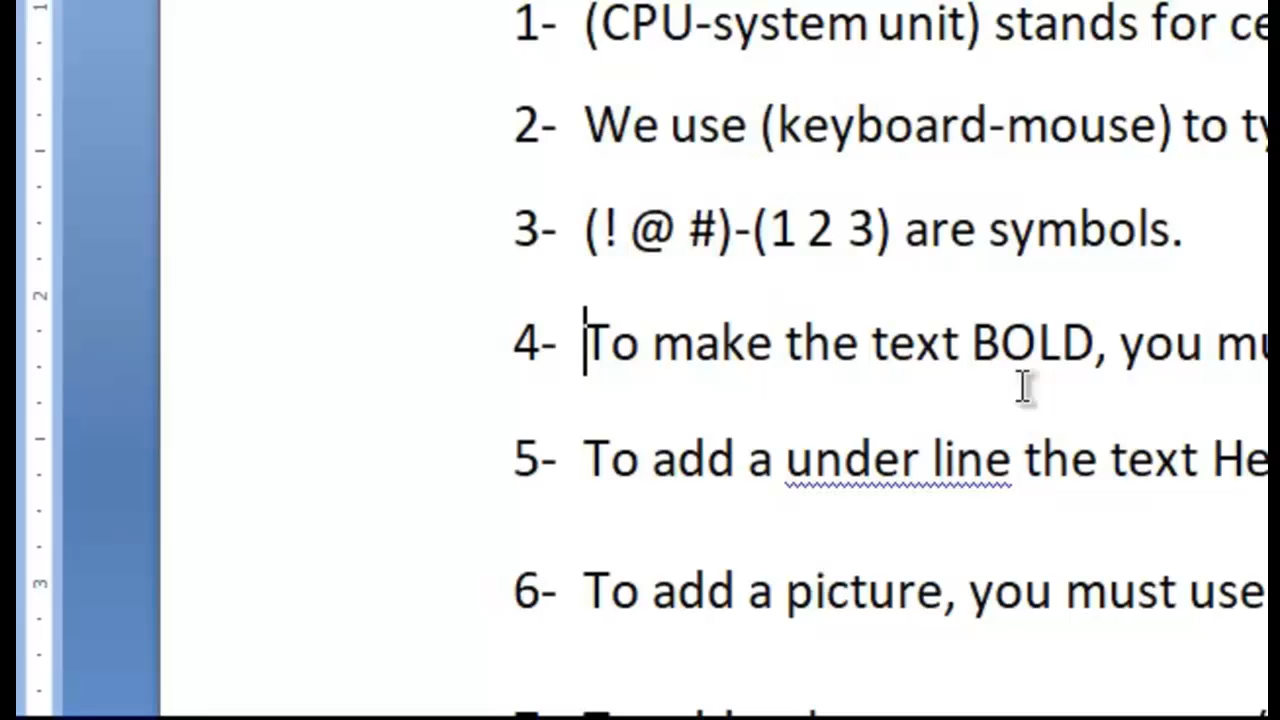 1- (CPU-system unit) stands for ce
2- We use (keyboard-mouse) to ty
3- (! @ #)-(1 2 3) are symbols.
2
4- To make the text BOLD, you mu
5- To add a under line the text He
3
6- To add a picture, you must use